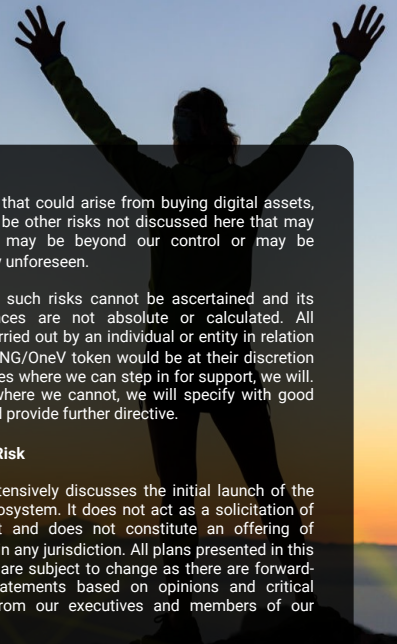 that could arise from buying digital assets,
be other risks not discussed here that may
may be beyond our control or may be
unforeseen.
such risks cannot be ascertained and its
are not absolute or calculated. All
rried out by an individual or entity in relation
NG/OneV token would be at their discretion
es where we can step in for support, we will.
where we cannot, we will specify with good
provide further directive.
Risk
tensively discusses the initial launch of the
osystem. It does not act as a solicitation of
and does not constitute an offering of
n any jurisdiction. All plans presented in this
are subject to change as there are forward-
atements based on opinions and critical
rom our executives and members of our